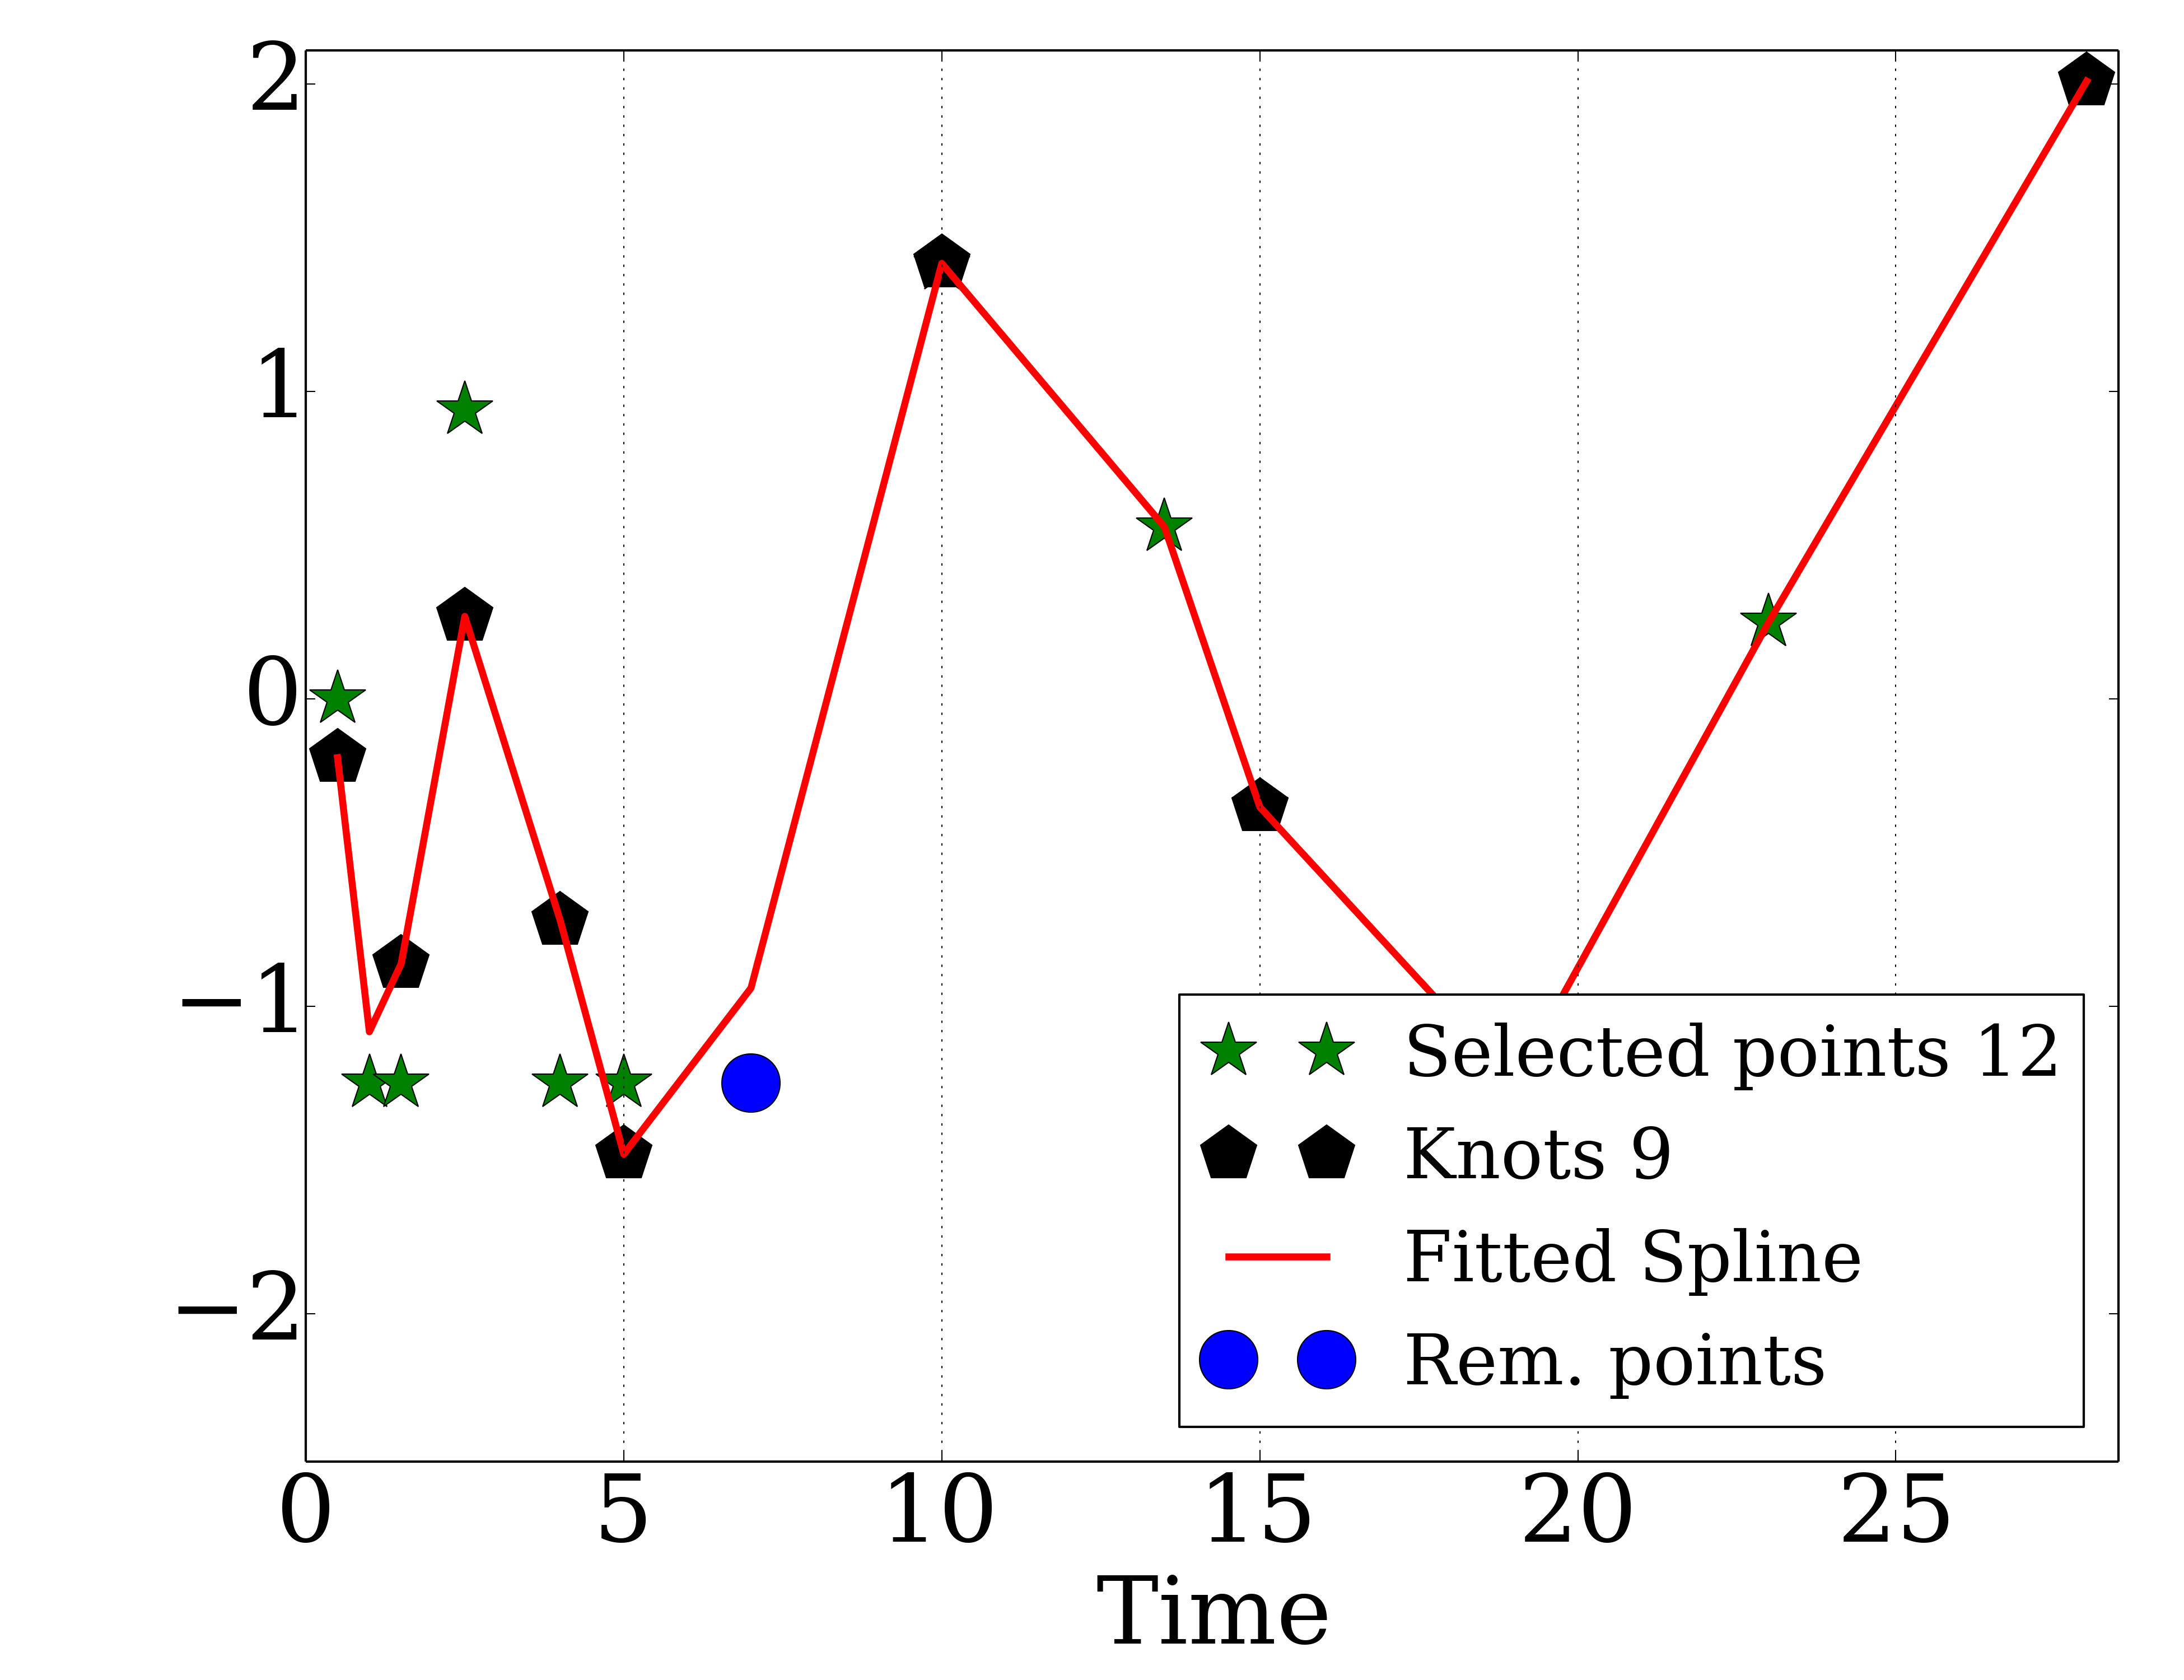 2
1
0
−1
−2
Selected points 12
Knots 9
Fitted Spline
Rem. points
0 5 10 15 20 25
Time